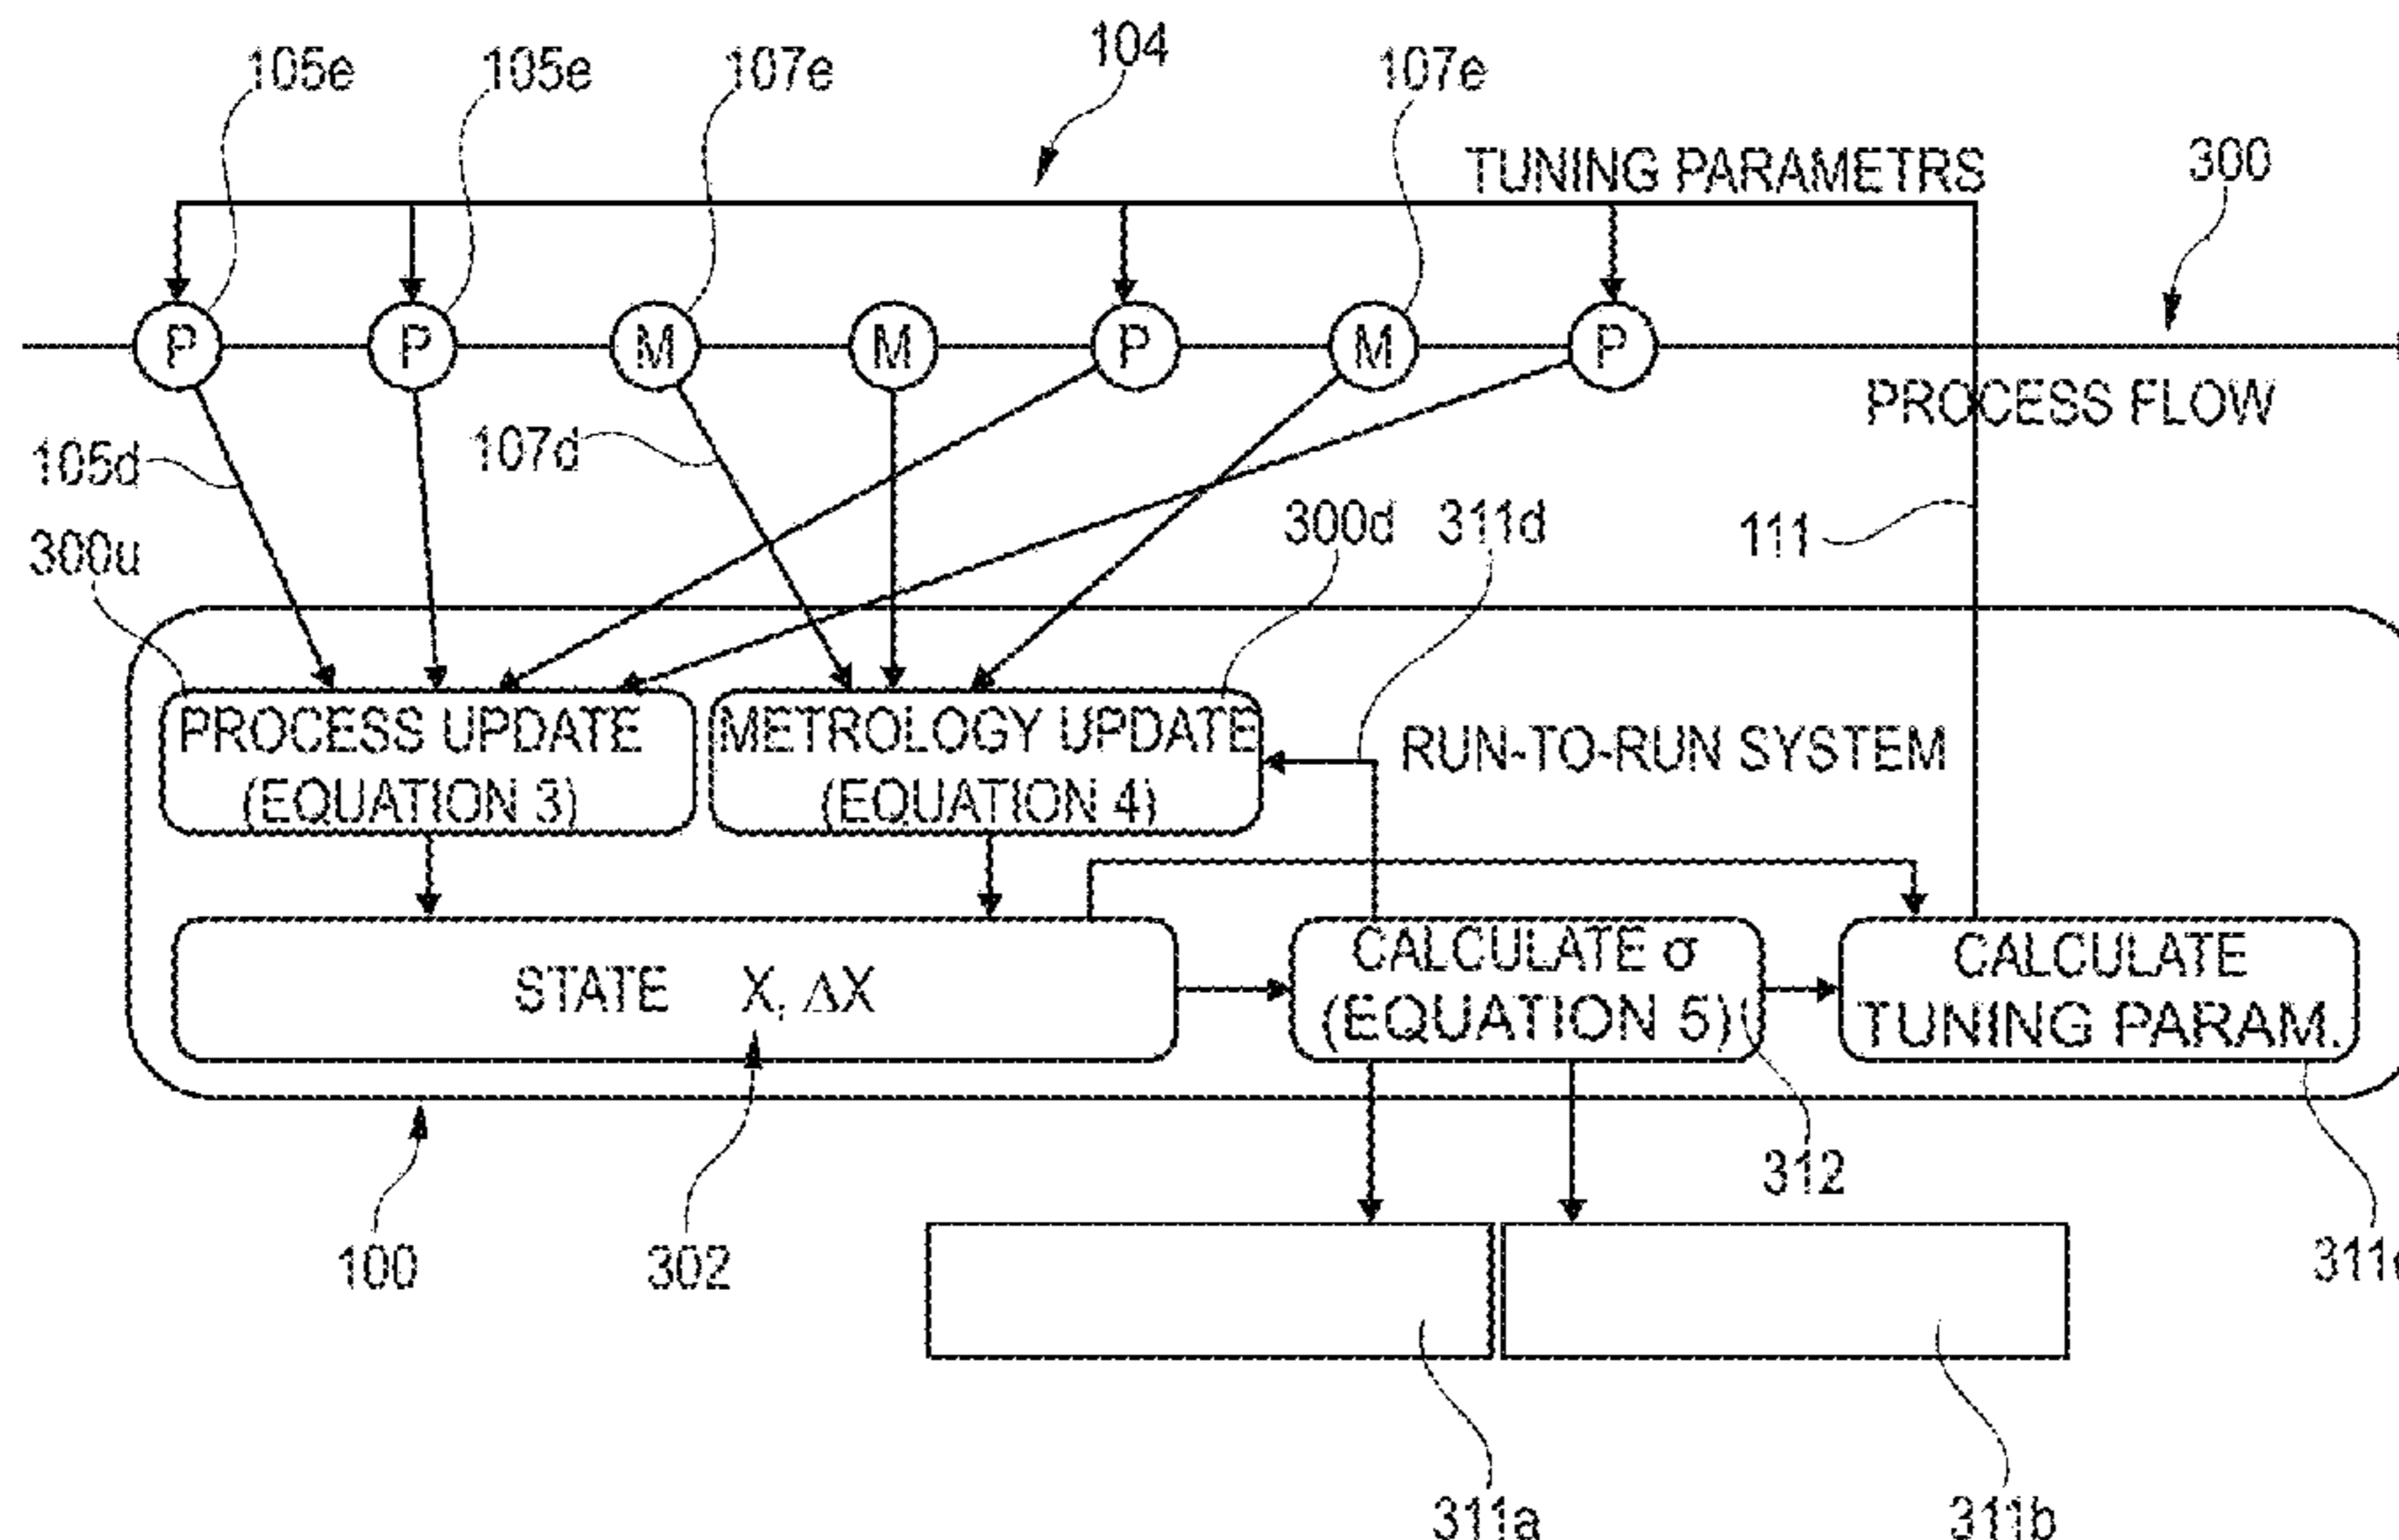 105e
105e
107e
104
107e
TUNING PARAMETRS
300
P
P
M
M
P
M
P
PROCESS FLOW
105d
107d
300u
300d
311d
111
PROCESS UPDATE
(EQUATION 3)
METROLOGY UPDATE
(EQUATION 4)
RUN-TO-RUN SYSTEM
STATE X, ΔX
CALCULATE σ
(EQUATION 5)
CALCULATE
TUNING PARAM.
312
100
302
311a
311b